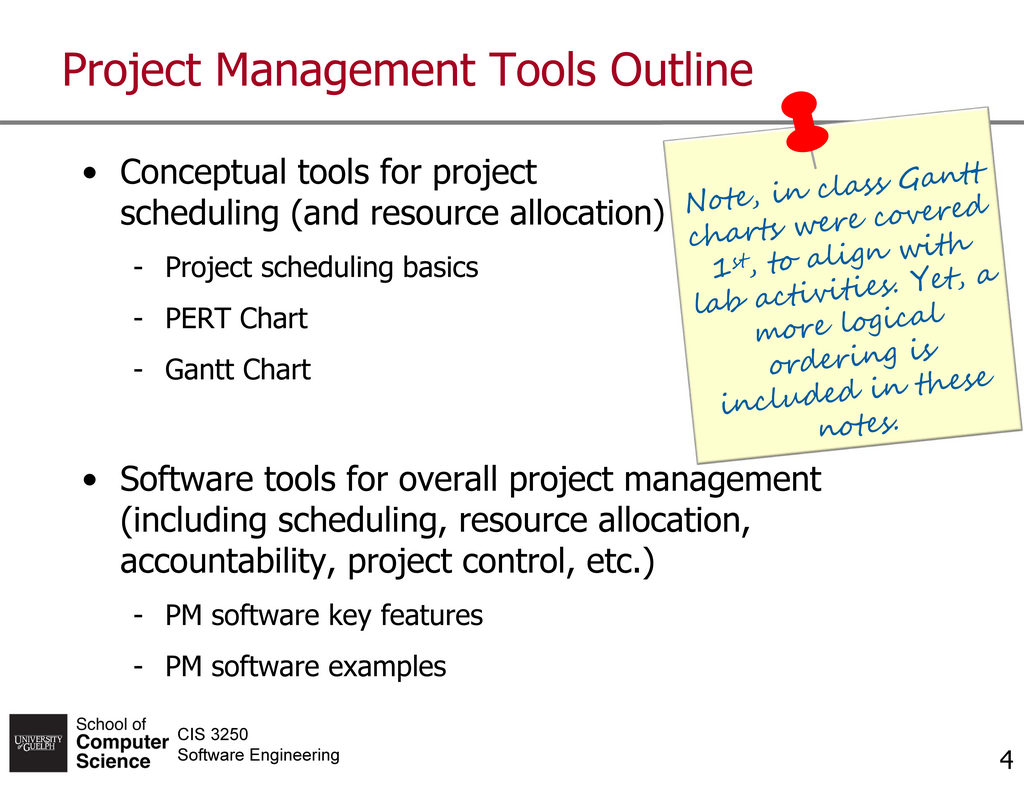 Project Management Tools Outline
• Conceptual tools for project
scheduling (and resource allocation)
- Project scheduling basics
- PERT Chart
- Gantt Chart
Note, in class Gantt
charts were covered
1st, to align with
lab activities. Yet, a
more logical
ordering is
included in these
notes.
• Software tools for overall project management
(including scheduling, resource allocation,
accountability, project control, etc.)
- PM software key features
- PM software examples
UNIVERSITY
OF GUELPH
School of
Computer
Science
CIS 3250
Software Engineering
4